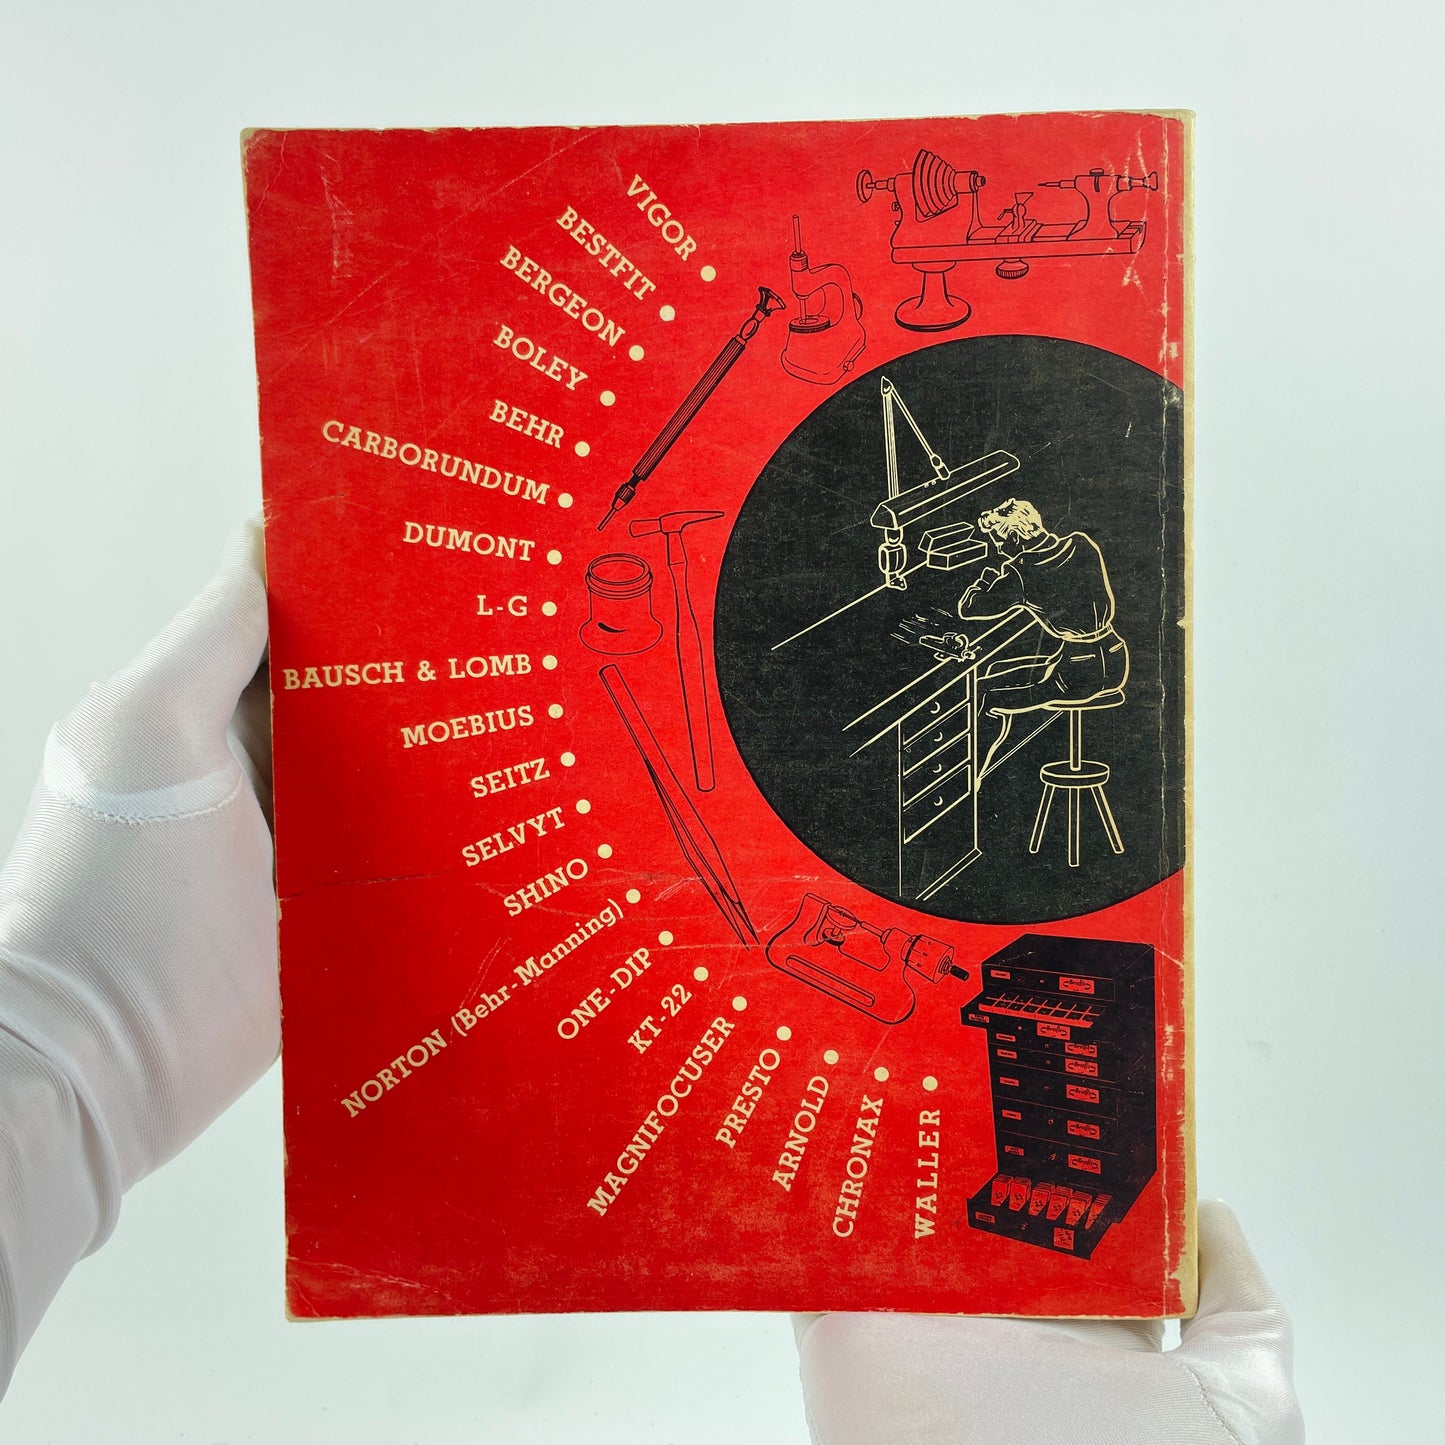 VIGOR
BESTFIT
BERGEON
BOLEY
BEHR
CARBORUNDUM
DUMONT
L-G
BAUSCH & LOMB
MOEBIUS
SEITZ
SELVYT
SHINO
NORTON (Behr-Manning)
ONE-DIP
KT-22
MAGNIFOCUSER
PRESTO
ARNOLD
CHRONAX
WALLER